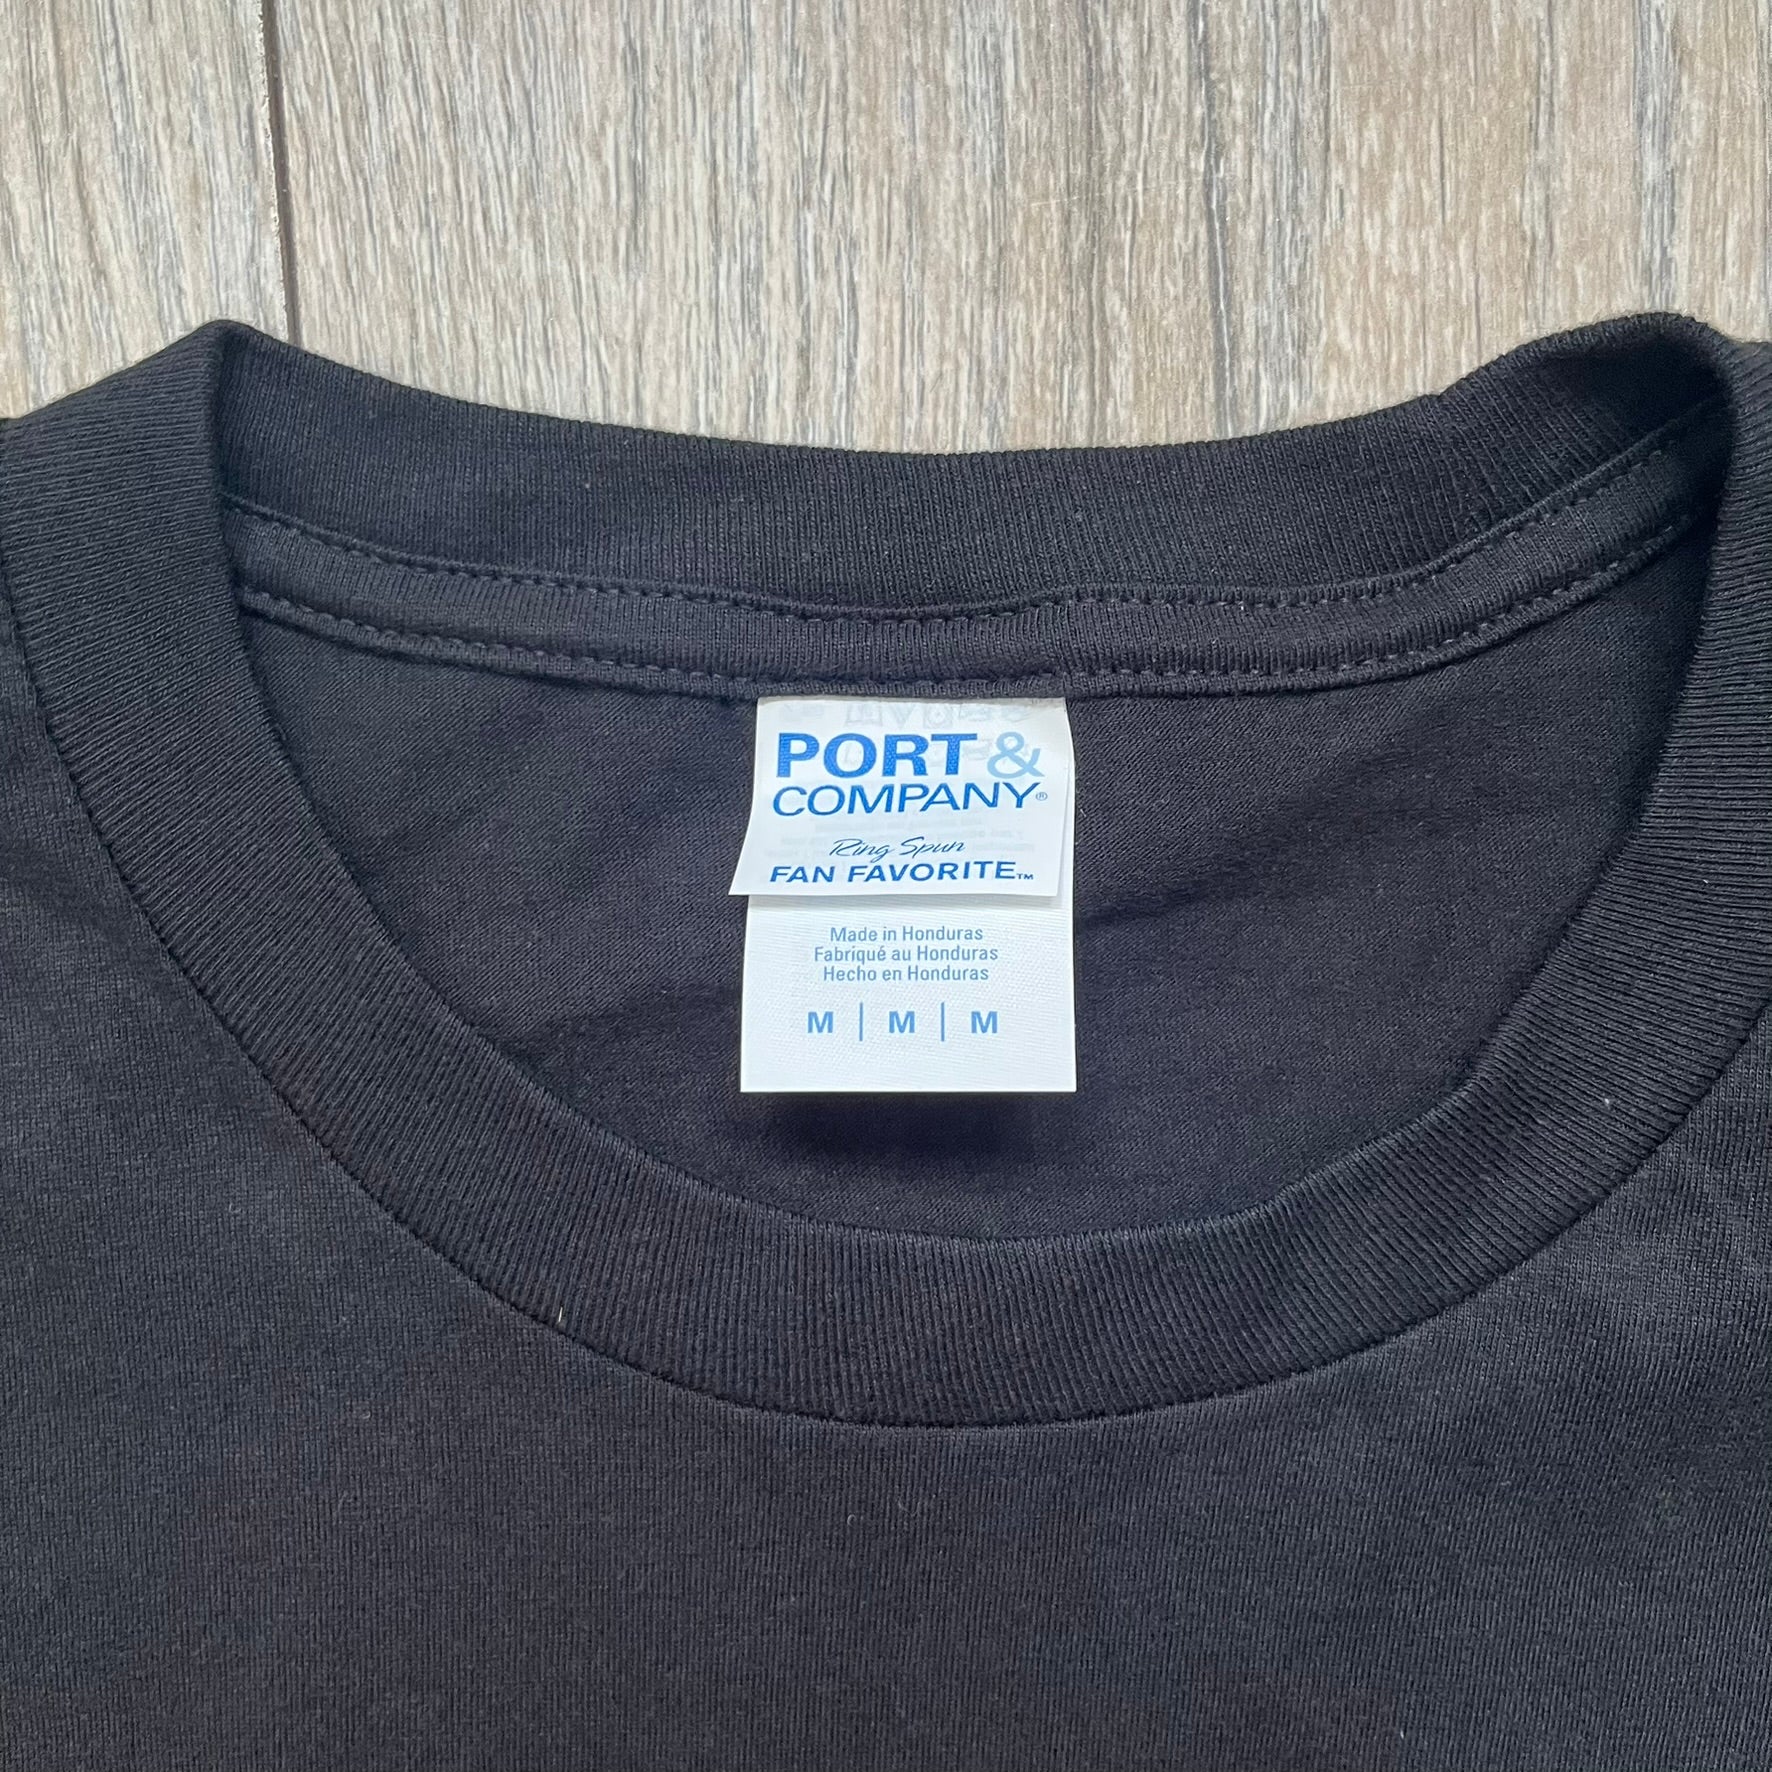 PORT &
COMPANY®
Ring Spun
FAN FAVORITE™
Made in Honduras
Fabriqué au Honduras
Hecho en Honduras
M | M | M